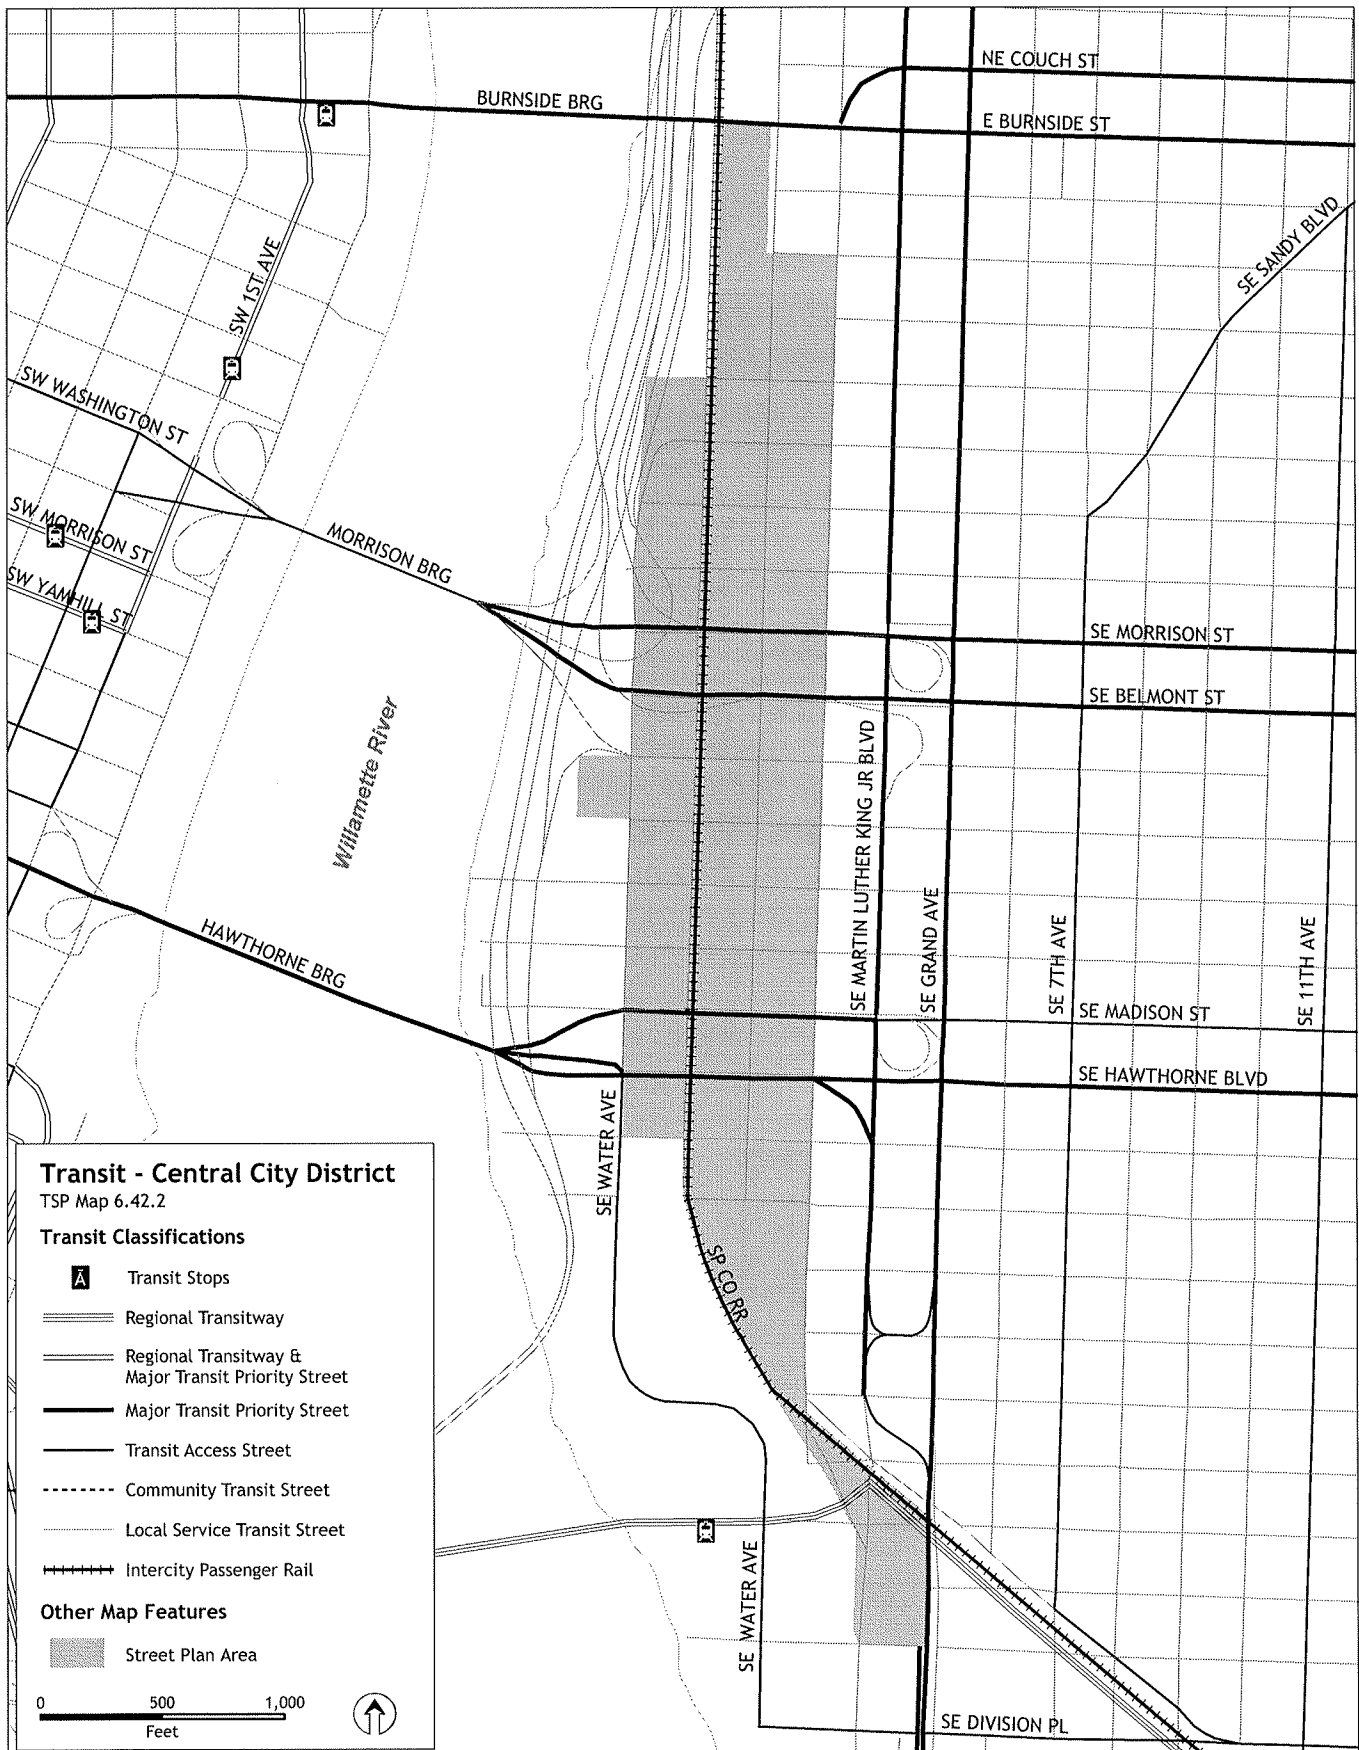 NE COUCH ST
BURNSIDE BRG
E BURNSIDE ST
SE SANDY BLVD
SW 1ST AVE
SW WASHINGTON ST
SW MORRISON ST
SW YAMHILL ST
MORRISON BRG
SE MORRISON ST
SE BELMONT ST
Willamette River
SE MARTIN LUTHER KING JR BLVD
SE GRAND AVE
SE 7TH AVE
SE 11TH AVE
HAWTHORNE BRG
SE MADISON ST
SE HAWTHORNE BLVD
SE WATER AVE
SP CO RR
SE WATER AVE
SE DIVISION PL
Transit - Central City District
TSP Map 6.42.2
Transit Classifications
Transit Stops
Regional Transitway
Regional Transitway &
Major Transit Priority Street
Major Transit Priority Street
Transit Access Street
Community Transit Street
Local Service Transit Street
Intercity Passenger Rail
Other Map Features
Street Plan Area
0 500 1,000
Feet